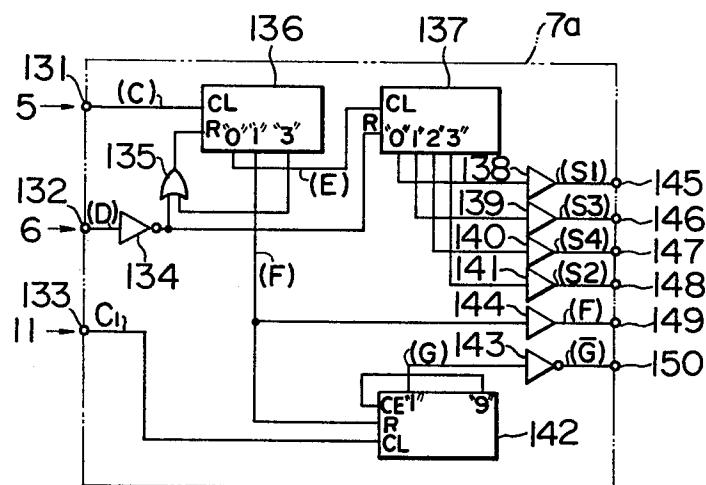 136
137
7a
131
5
(C)
CL
R "0" "1" "3"
CL
R "0" "1" "2" "3"
135
(E)
132
6
(D)
134
138 (S1) 145
139 (S3) 146
140 (S4) 147
141 (S2) 148
(F)
144 (F) 149
133
11
C1
(G) 143 (G̅) 150
CE "1" "9"
R
CL
142